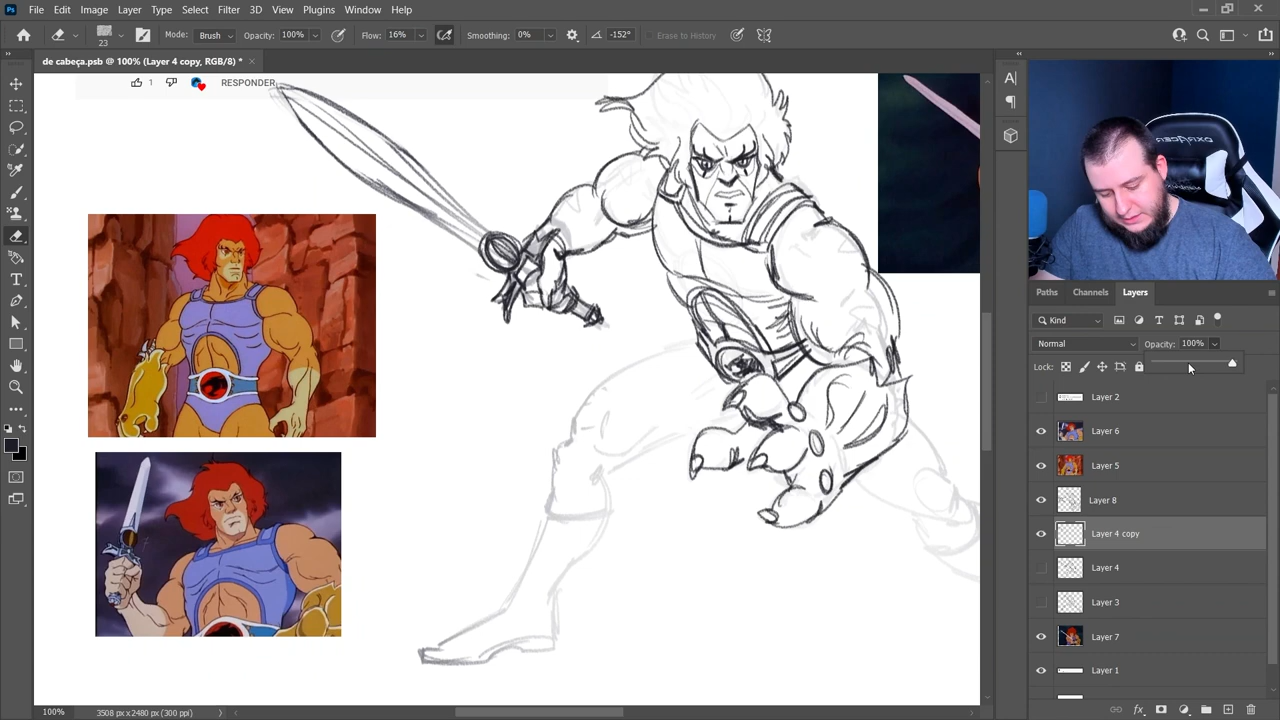 File Edit Image Layer Type Select Filter 3D View Plugins Window Help
23 Mode: Brush Opacity: 100% Flow: 16% Smoothing: 0% -152° Erase to History
de cabeça.psb @ 100% (Layer 4 copy, RGB/8) *
1 RESPONDER
Paths Channels Layers
Kind
Normal Opacity: 100%
Lock:
Layer 2
Layer 6
Layer 5
Layer 8
Layer 4 copy
Layer 4
Layer 3
Layer 7
Layer 1
100% 3508 px x 2480 px (300 ppi)